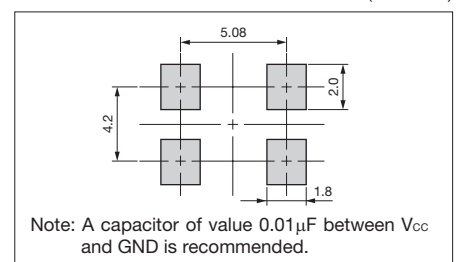 5.08
4.2
2.0
1.8
Note: A capacitor of value 0.01μF between Vcc
and GND is recommended.